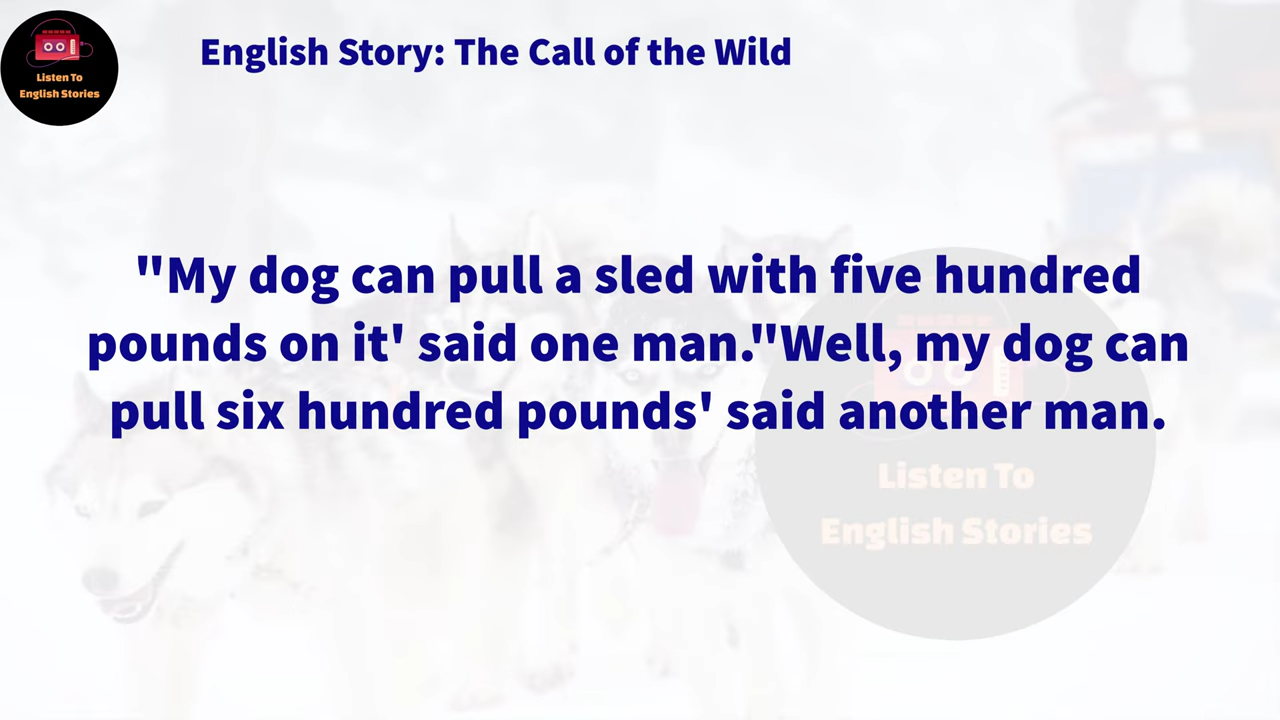 Listen To
English Stories
English Story: The Call of the Wild
"My dog can pull a sled with five hundred
pounds on it' said one man."Well, my dog can
pull six hundred pounds' said another man.
Listen To
English Stories